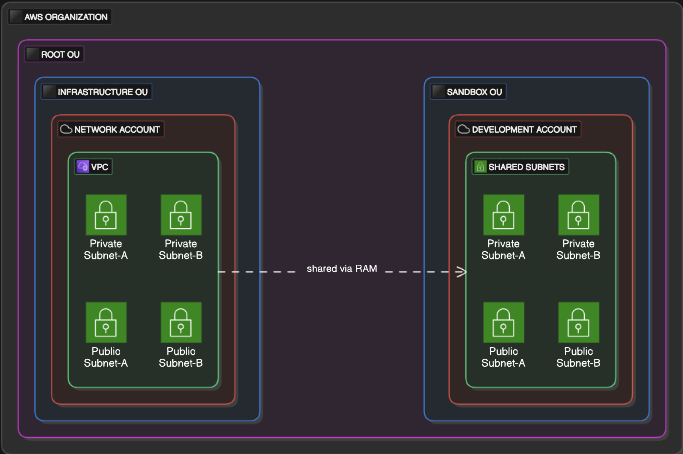 AWS ORGANIZATION
ROOT OU
INFRASTRUCTURE OU
NETWORK ACCOUNT
VPC
Private
Subnet-A
Private
Subnet-B
Public
Subnet-A
Public
Subnet-B
shared via RAM
SANDBOX OU
DEVELOPMENT ACCOUNT
SHARED SUBNETS
Private
Subnet-A
Private
Subnet-B
Public
Subnet-A
Public
Subnet-B